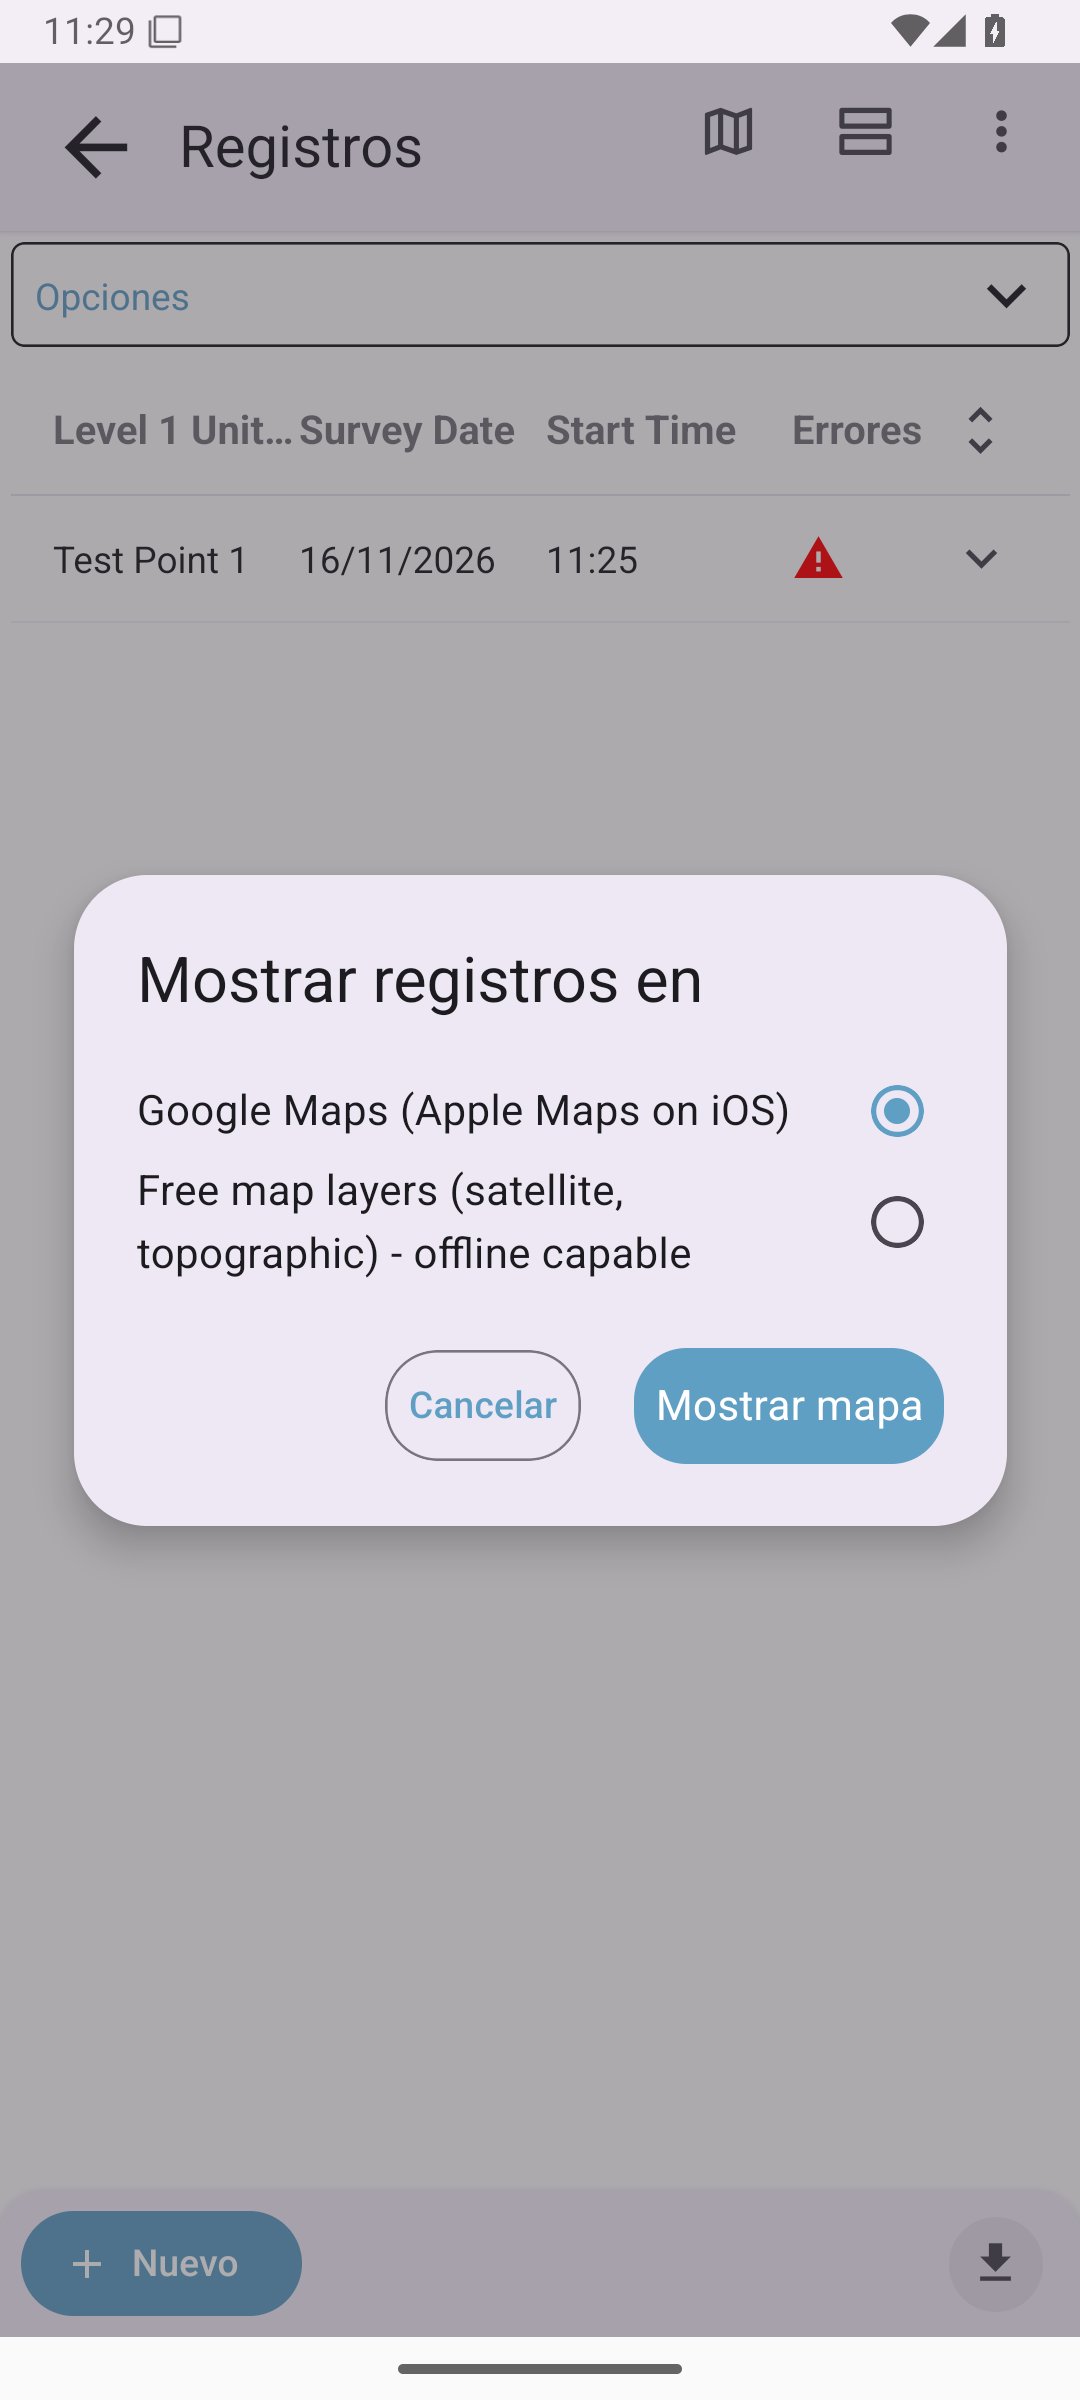 11:29
Registros
Opciones
Level 1 Unit... Survey Date Start Time Errores
Test Point 1 16/11/2026 11:25
Mostrar registros en
Google Maps (Apple Maps on iOS)
Free map layers (satellite,
topographic) - offline capable
Cancelar Mostrar mapa
Nuevo